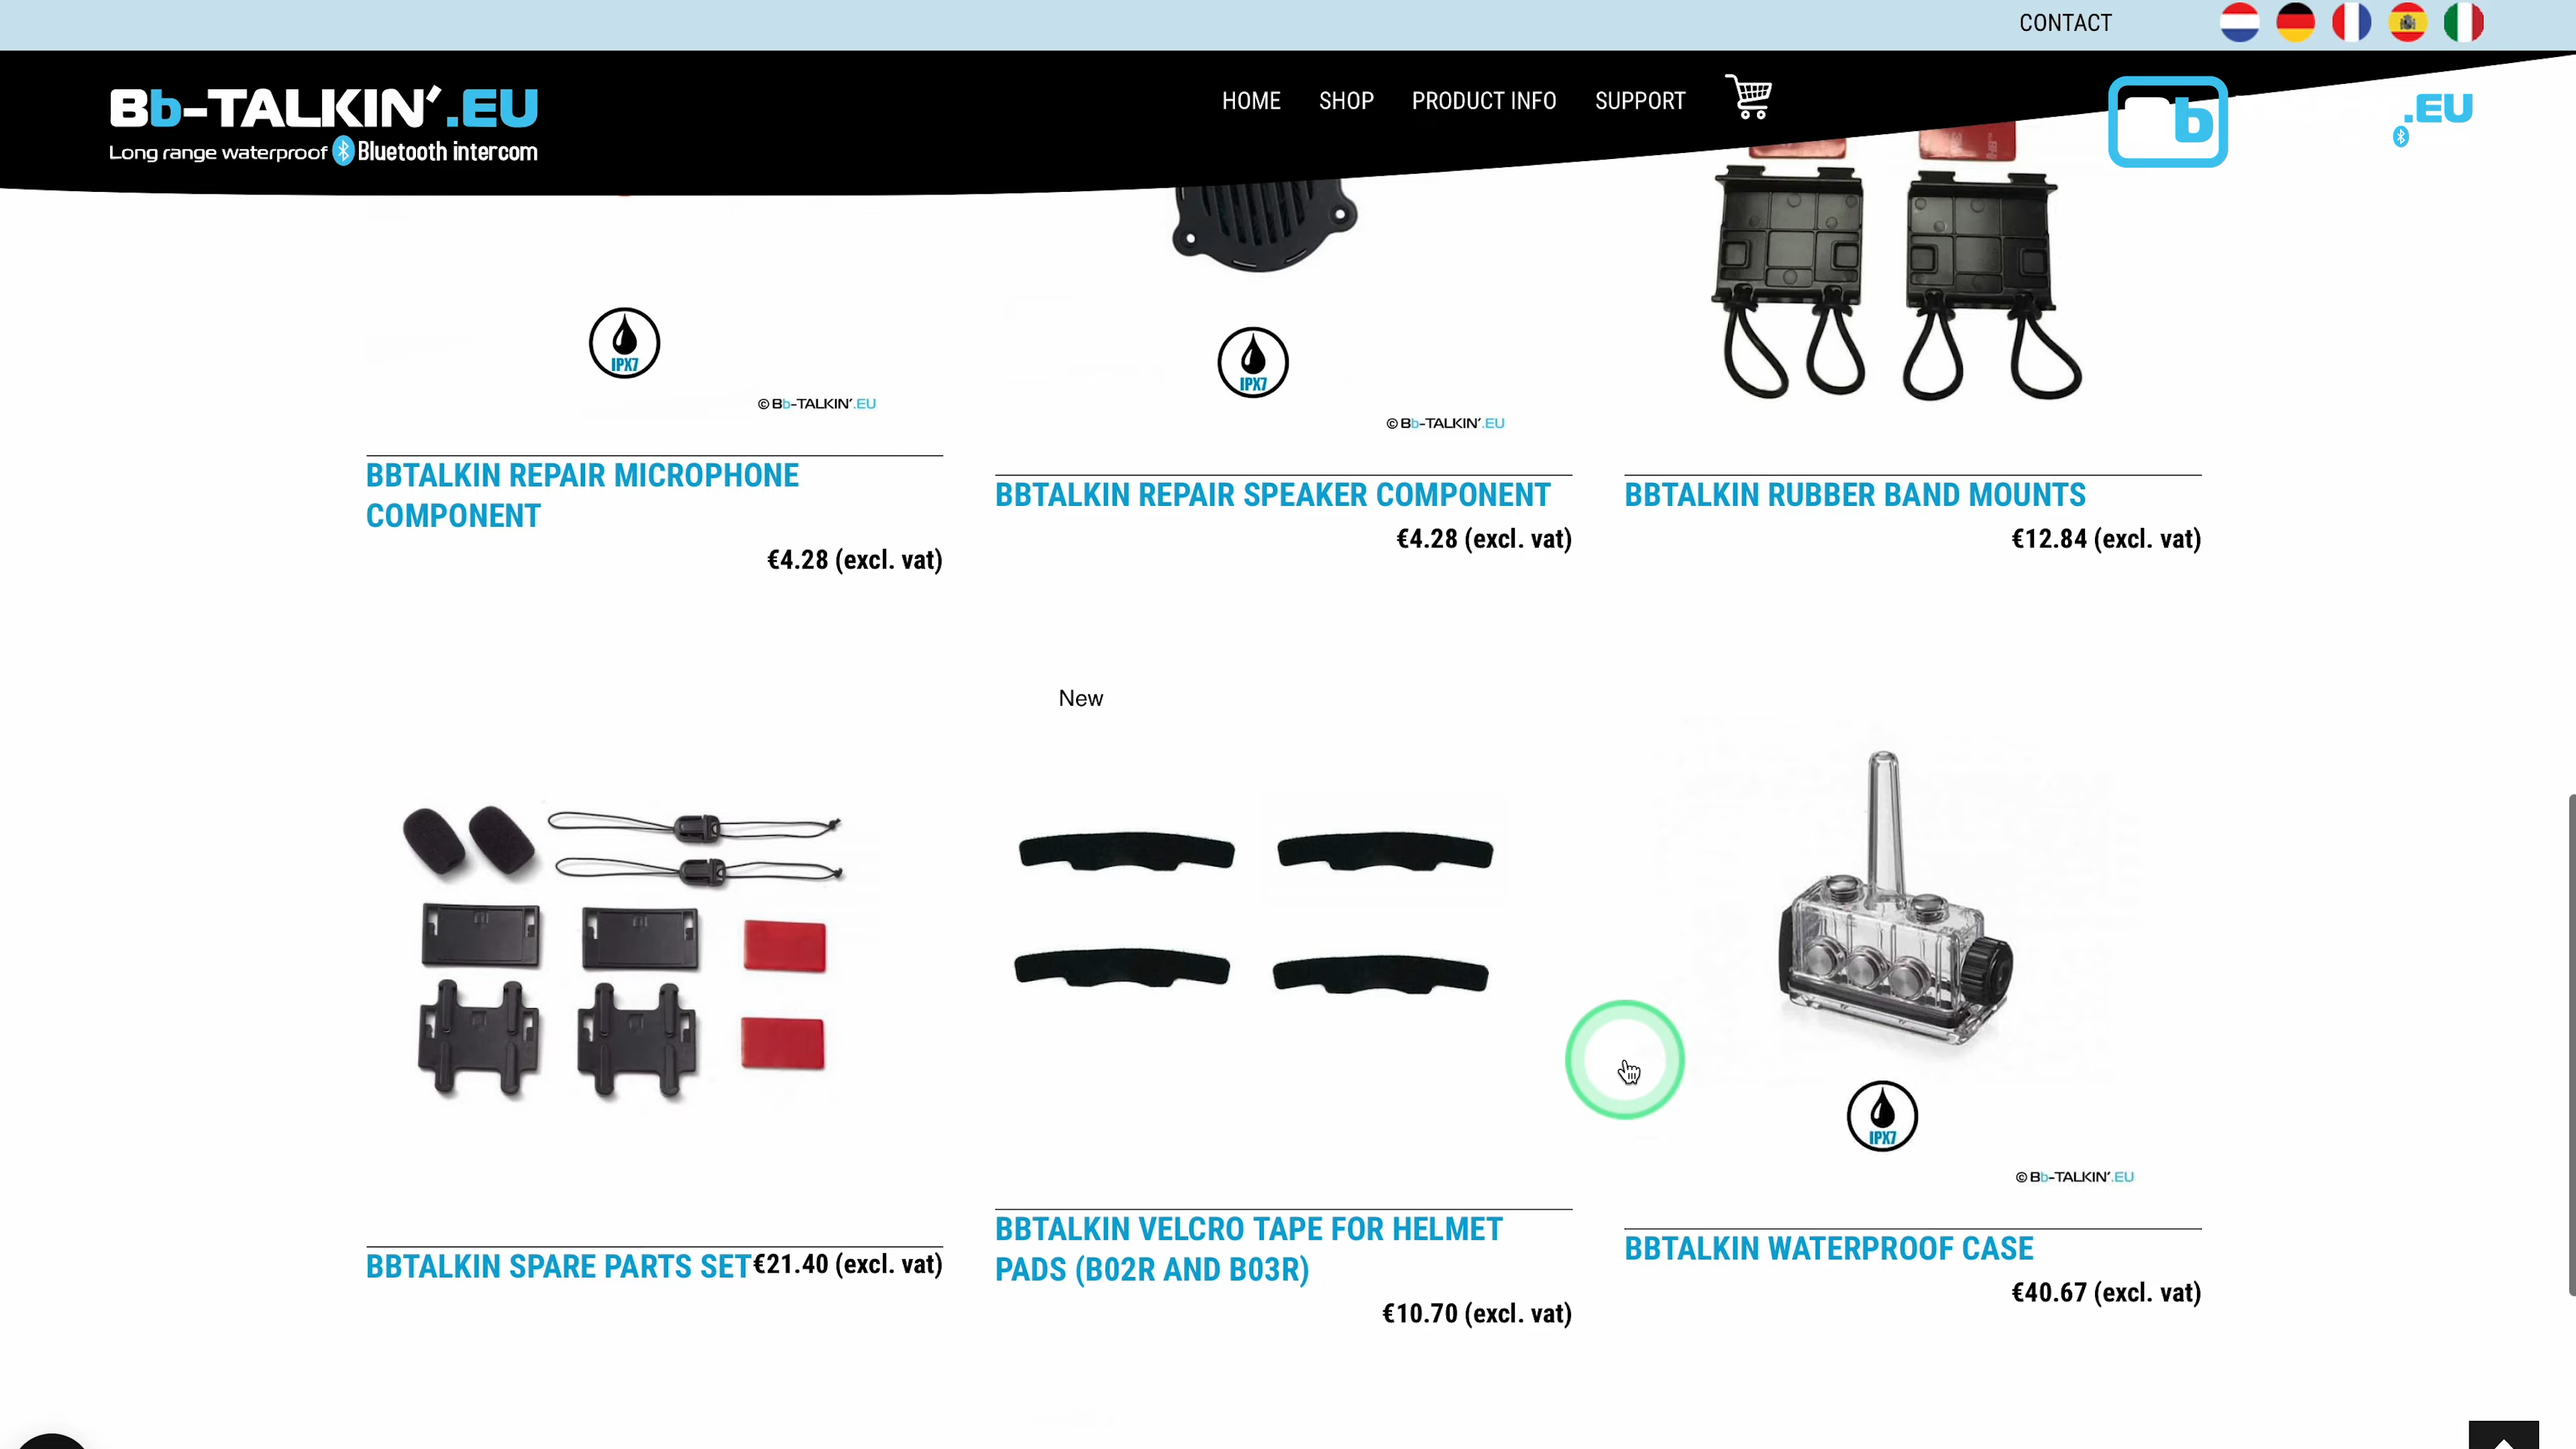 CONTACT
Bb-TALKIN'.EU
Long range waterproof Bluetooth intercom
HOME SHOP PRODUCT INFO SUPPORT
b .EU
IPX7
© Bb-TALKIN'.EU
IPX7
© Bb-TALKIN'.EU
BBTALKIN REPAIR MICROPHONE
COMPONENT
€4.28 (excl. vat)
BBTALKIN REPAIR SPEAKER COMPONENT
€4.28 (excl. vat)
BBTALKIN RUBBER BAND MOUNTS
€12.84 (excl. vat)
New
IPX7
© Bb-TALKIN'.EU
BBTALKIN SPARE PARTS SET €21.40 (excl. vat)
BBTALKIN VELCRO TAPE FOR HELMET
PADS (B02R AND B03R)
€10.70 (excl. vat)
BBTALKIN WATERPROOF CASE
€40.67 (excl. vat)